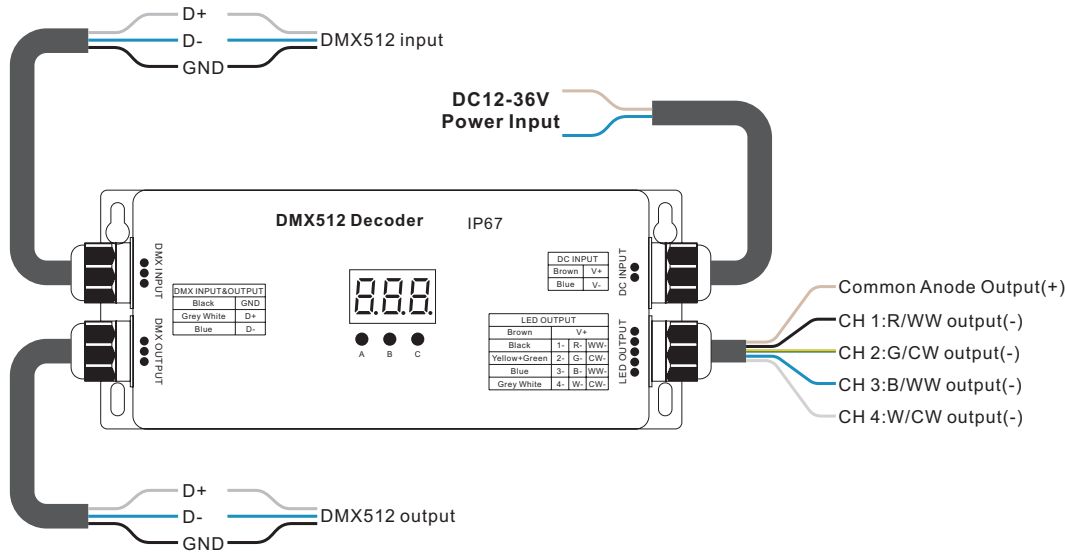 D+
D-
GND
DMX512 input
DC12-36V
Power Input
DMX512 Decoder
IP67
DMX INPUT
DMX OUTPUT
DMX INPUT&OUTPUT
Black GND
Grey White D+
Blue D-
8.8.8.
A B C
DC INPUT
Brown V+
Blue V-
DC INPUT
LED OUTPUT
Brown V+
Black 1- R- WW-
Yellow+Green 2- G- CW-
Blue 3- B- WW-
Grey White 4- W- CW-
LED OUTPUT
Common Anode Output(+)
CH 1:R/WW output(-)
CH 2:G/CW output(-)
CH 3:B/WW output(-)
CH 4:W/CW output(-)
D+
D-
GND
DMX512 output